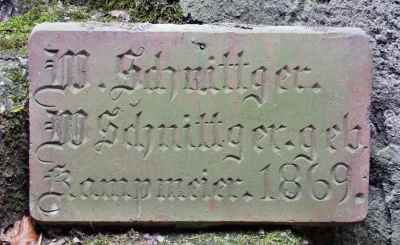 W. Schnittger.
W Schnittger. geb.
Kampmeier. 1869.